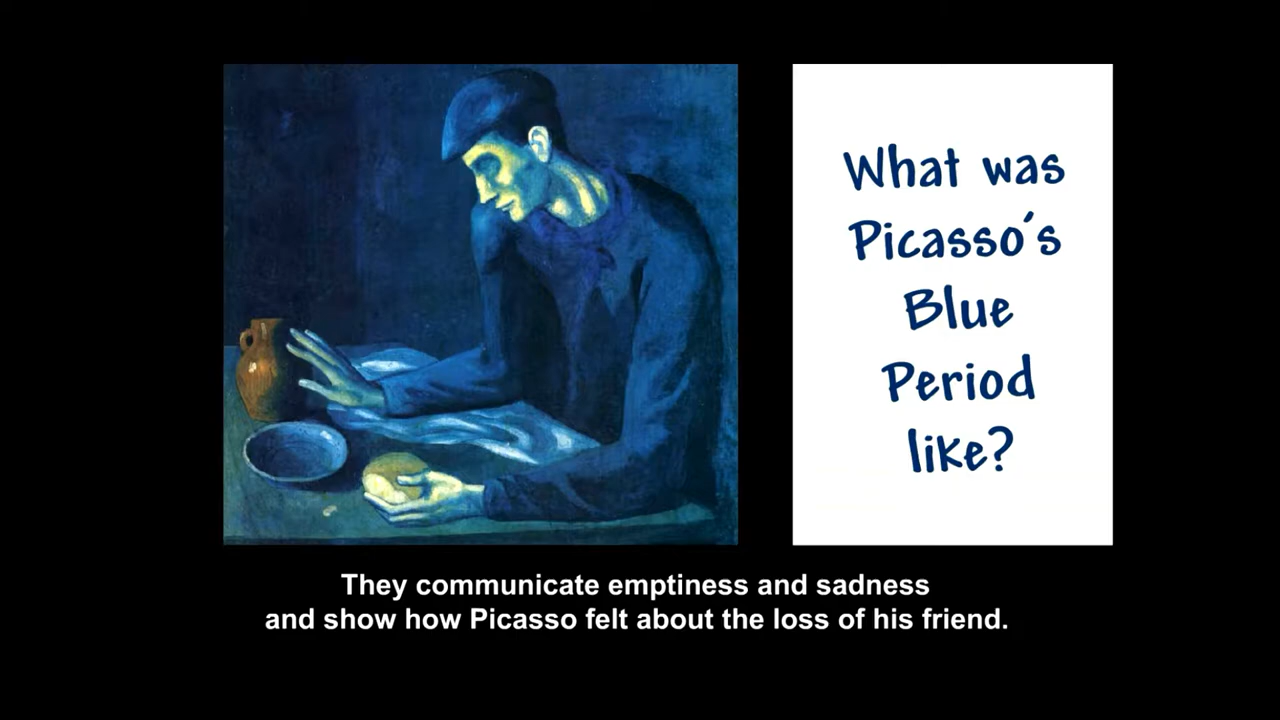 What was
Picasso's
Blue
Period
like?
They communicate emptiness and sadness
and show how Picasso felt about the loss of his friend.